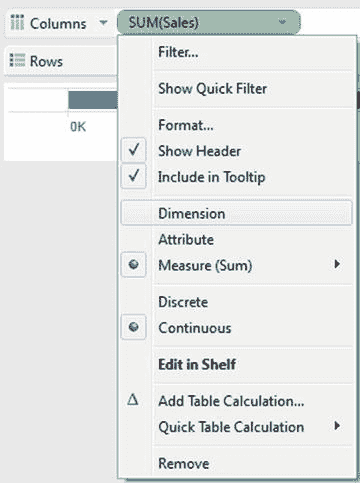 Columns SUM(Sales)
Rows
0K
Filter...
Show Quick Filter
Format...
Show Header
Include in Tooltip
Dimension
Attribute
Measure (Sum)
Discrete
Continuous
Edit in Shelf
Add Table Calculation...
Quick Table Calculation
Remove